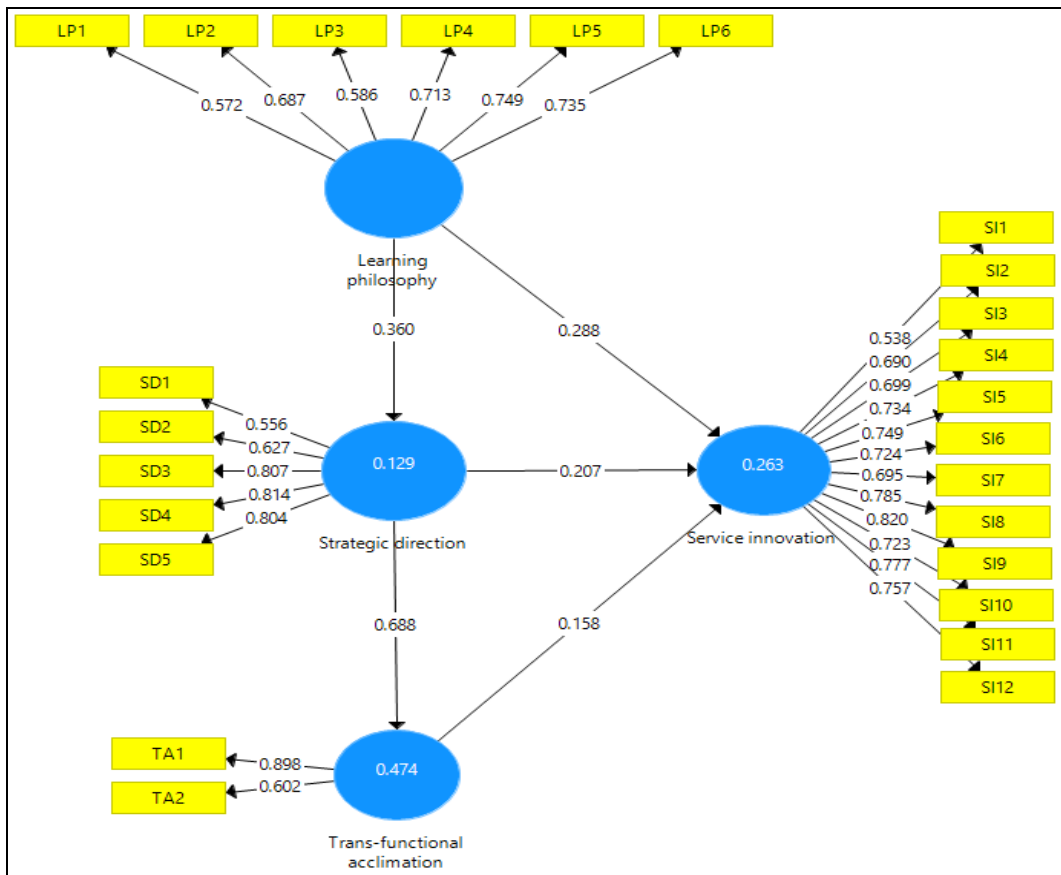 LP1 LP2 LP3 LP4 LP5 LP6
0.572 0.687 0.586 0.713 0.749 0.735
Learning
philosophy
0.360
0.288
SD1
SD2
SD3
SD4
SD5
0.556
0.627
0.807
0.814
0.804
0.129
Strategic direction
0.207
0.263
Service innovation
0.538
0.690
0.699
0.734
0.749
0.724
0.695
0.785
0.820
0.723
0.777
0.757
SI1
SI2
SI3
SI4
SI5
SI6
SI7
SI8
SI9
SI10
SI11
SI12
0.688
0.158
TA1
TA2
0.898
0.602
0.474
Trans-functional
acclimation